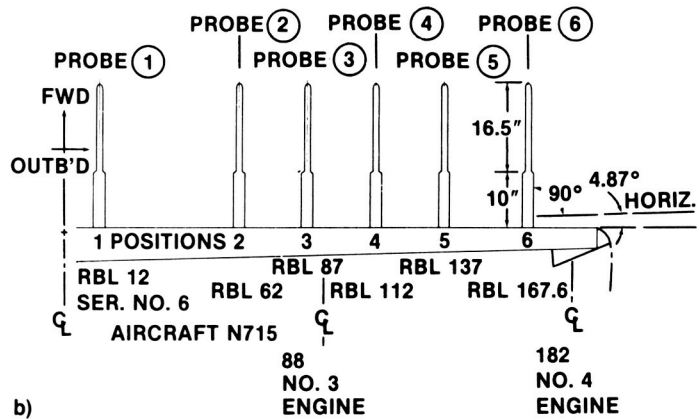 PROBE 2 PROBE 4 PROBE 6
PROBE 1 PROBE 3 PROBE 5
FWD
OUTB'D
16.5"
10"
90°
4.87°
HORIZ.
1 POSITIONS 2 3 4 5 6
RBL 12
SER. NO. 6
RBL 62
RBL 87
RBL 112
RBL 137
RBL 167.6
CL
AIRCRAFT N715
CL
CL
88
NO. 3
ENGINE
182
NO. 4
ENGINE
b)